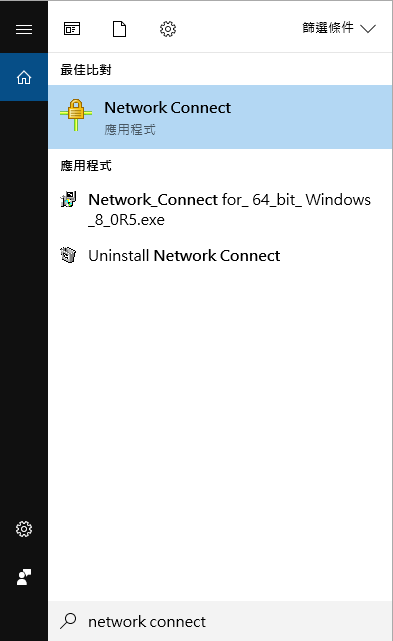 篩選條件
最佳比對
Network Connect
應用程式
應用程式
Network_Connect for_ 64_bit_ Windows
_8_0R5.exe
Uninstall Network Connect
network connect